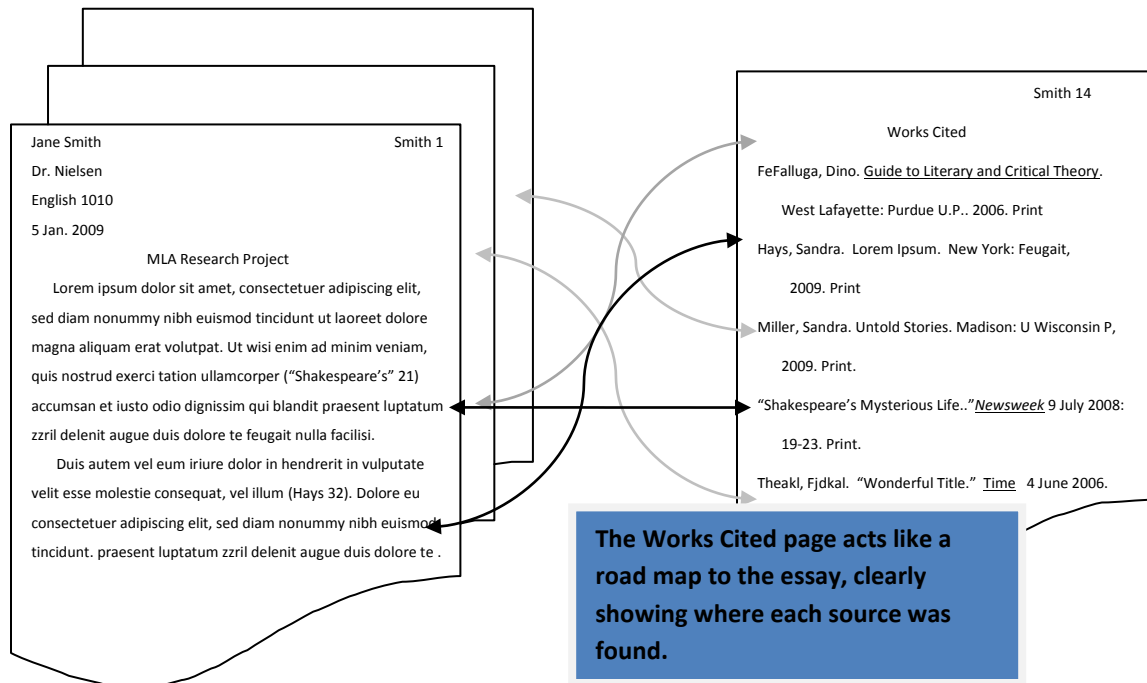 Jane Smith Smith 1
Dr. Nielsen
English 1010
5 Jan. 2009
MLA Research Project
Lorem ipsum dolor sit amet, consectetuer adipiscing elit,
sed diam nonummy nibh euismod tincidunt ut laoreet dolore
magna aliquam erat volutpat. Ut wisi enim ad minim veniam,
quis nostrud exerci tation ullamcorper (“Shakespeare’s” 21)
accumsan et iusto odio dignissim qui blandit praesent luptatum
zzril delenit augue duis dolore te feugait nulla facilisi.
Duis autem vel eum iriure dolor in hendrerit in vulputate
velit esse molestie consequat, vel illum (Hays 32). Dolore eu
consectetuer adipiscing elit, sed diam nonummy nibh euismod
tincidunt. praesent luptatum zzril delenit augue duis dolore te .
Smith 14
Works Cited
FeFalluga, Dino. Guide to Literary and Critical Theory.
West Lafayette: Purdue U.P.. 2006. Print
Hays, Sandra. Lorem Ipsum. New York: Feugait,
2009. Print
Miller, Sandra. Untold Stories. Madison: U Wisconsin P,
2009. Print.
“Shakespeare’s Mysterious Life..”Newsweek 9 July 2008:
19-23. Print.
Theakl, Fjdkal. “Wonderful Title.” Time 4 June 2006.
The Works Cited page acts like a
road map to the essay, clearly
showing where each source was
found.